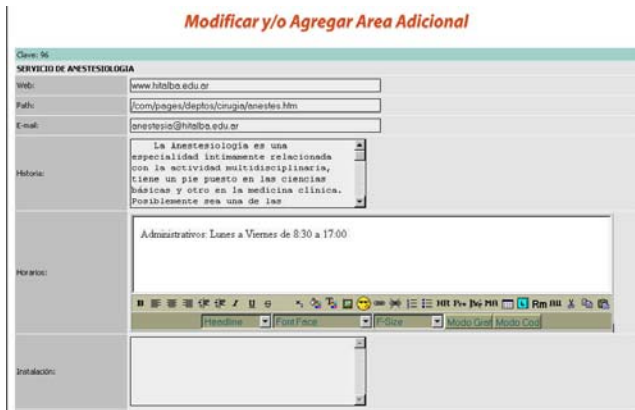 Modificar y/o Agregar Area Adicional
Clave: 96
SERVICIO DE ANESTESIOLOGIA
Web: www.hitalba.edu.ar
Path: /com/pages/deptos/cirugia/anestes.htm
E-mail: anestesia@hitalba.edu.ar
Historia:
La Anestesiología es una
especialidad intimamente relacionada
con la actividad multidisciplinaria,
tiene un pie puesto en las ciencias
básicas y otro en la medicina clínica.
Posiblemente sea una de las
Horarios:
Administrativos: Lunes a Viernes de 8:30 a 17:00
Headline Font Face F-Size Modo Graf Modo Cod
Instalación: